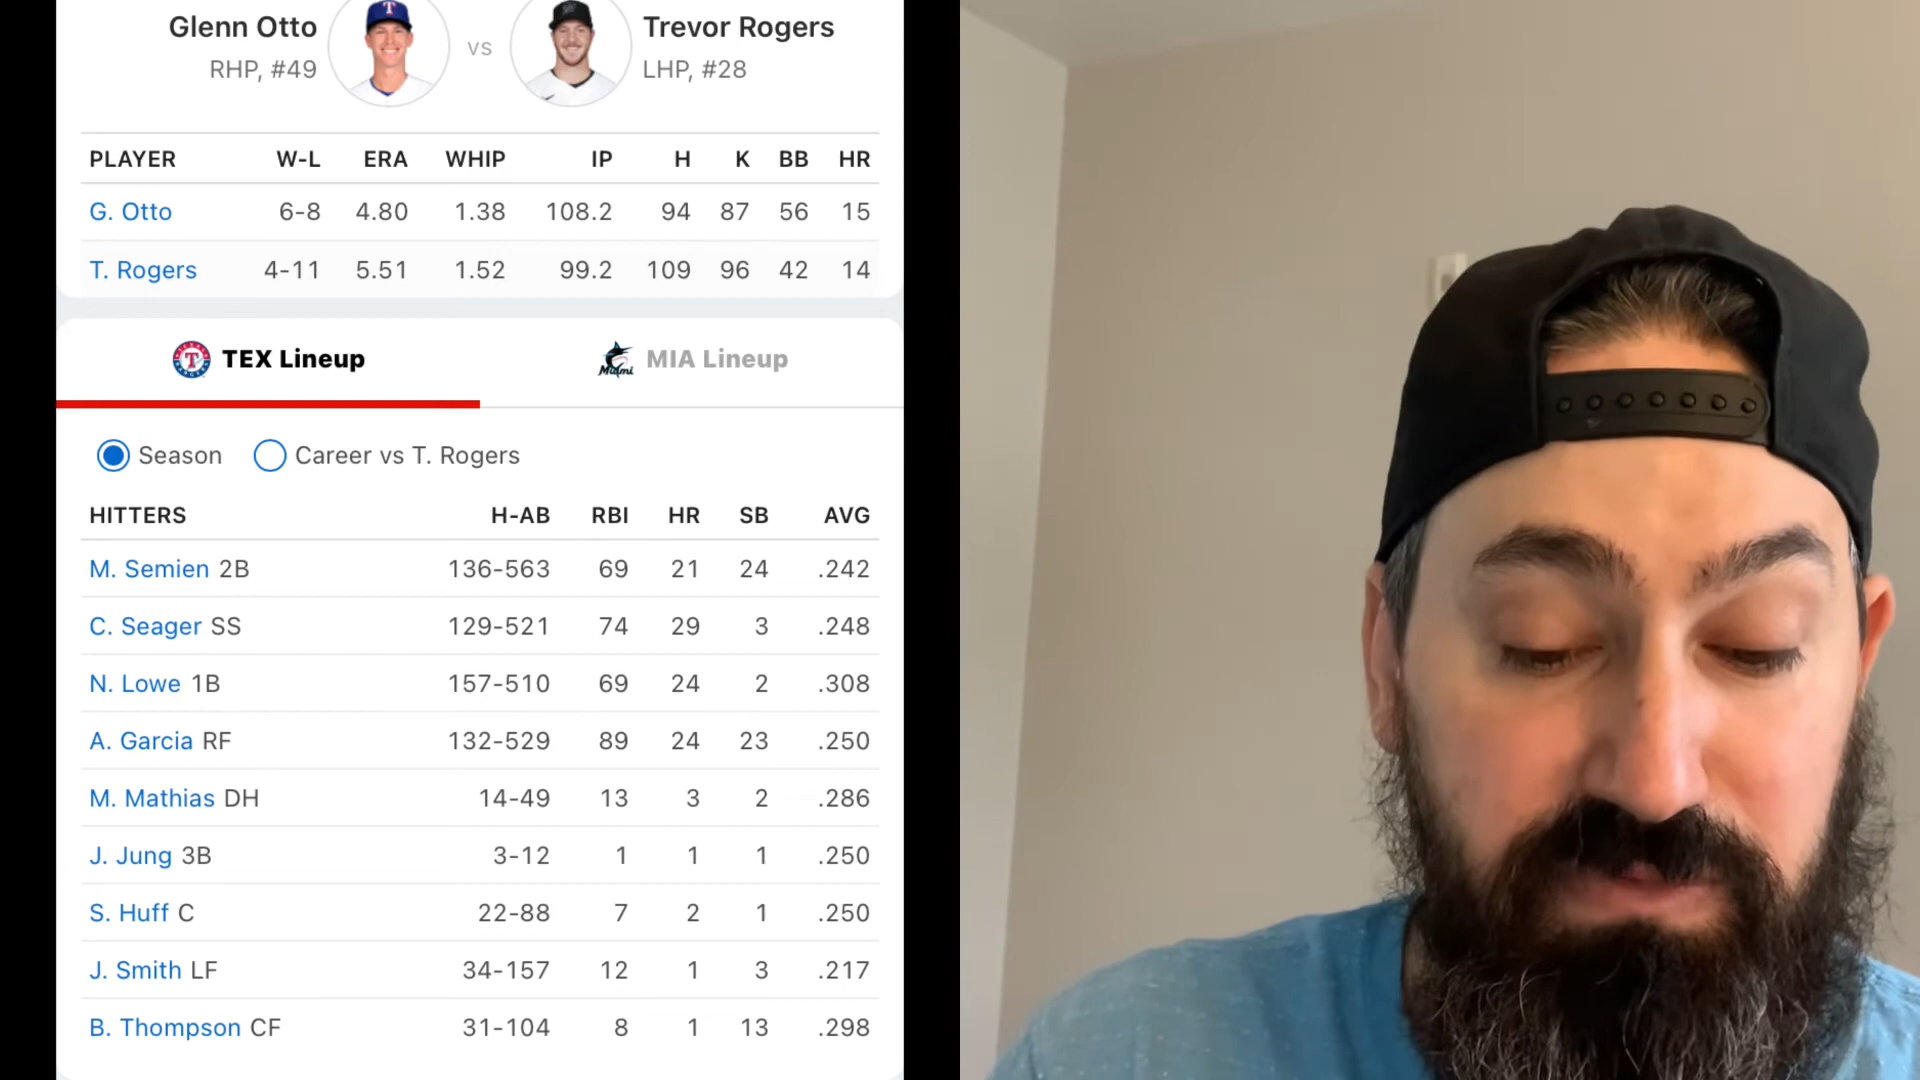 Glenn Otto
RHP, #49
vs
Trevor Rogers
LHP, #28
PLAYER W-L ERA WHIP IP H K BB HR
G. Otto 6-8 4.80 1.38 108.2 94 87 56 15
T. Rogers 4-11 5.51 1.52 99.2 109 96 42 14
TEX Lineup
Miami MIA Lineup
Season Career vs T. Rogers
HITTERS H-AB RBI HR SB AVG
M. Semien 2B 136-563 69 21 24 .242
C. Seager SS 129-521 74 29 3 .248
N. Lowe 1B 157-510 69 24 2 .308
A. Garcia RF 132-529 89 24 23 .250
M. Mathias DH 14-49 13 3 2 .286
J. Jung 3B 3-12 1 1 1 .250
S. Huff C 22-88 7 2 1 .250
J. Smith LF 34-157 12 1 3 .217
B. Thompson CF 31-104 8 1 13 .298